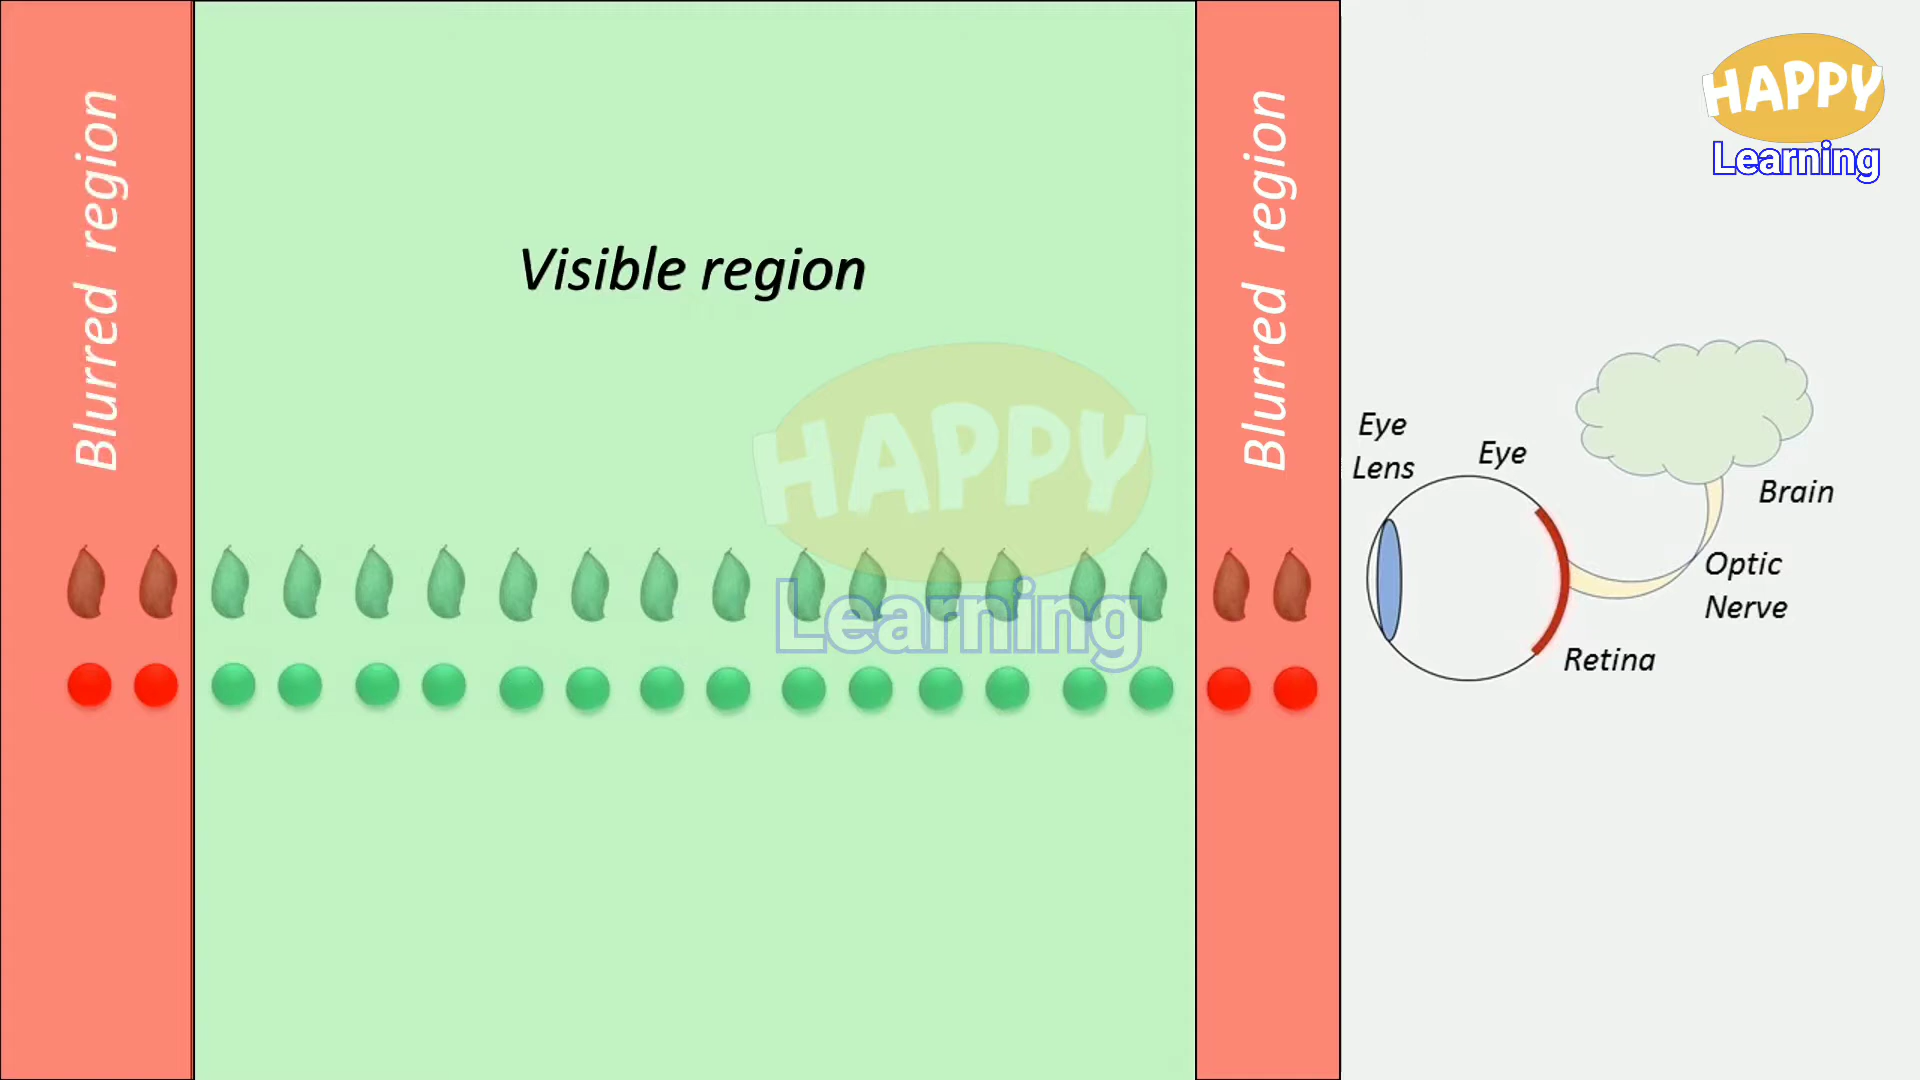 Blurred region
Visible region
Blurred region
HAPPY
Learning
HAPPY
Learning
Eye
Lens
Eye
Brain
Optic
Nerve
Retina